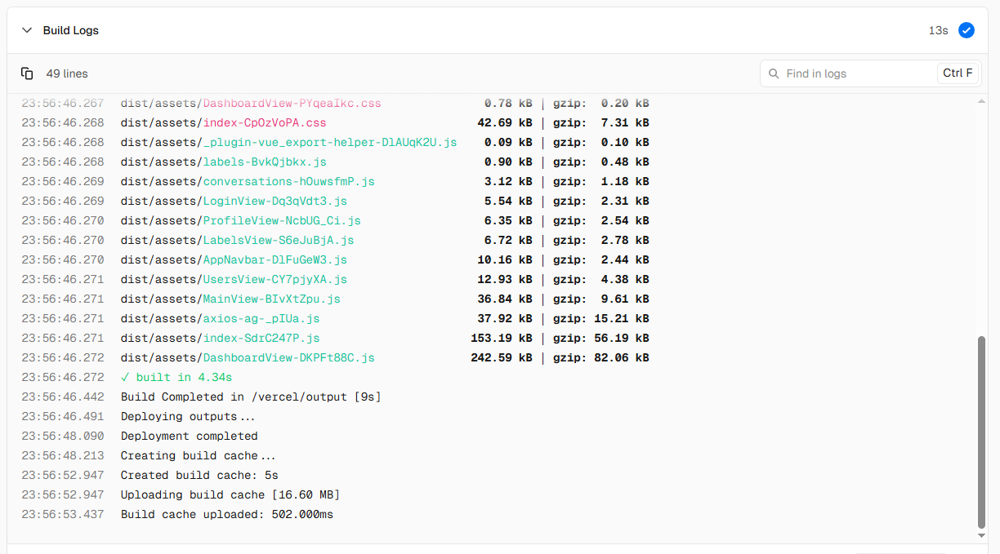 Build Logs 13s
49 lines Find in logs Ctrl F
23:56:46.267 dist/assets/DashboardView-PYqeaIkc.css 0.78 kB | gzip: 0.20 kB
23:56:46.268 dist/assets/index-CpOzVoPA.css 42.69 kB | gzip: 7.31 kB
23:56:46.268 dist/assets/_plugin-vue_export-helper-DlAUqK2U.js 0.09 kB | gzip: 0.10 kB
23:56:46.268 dist/assets/labels-BvkQjbkx.js 0.90 kB | gzip: 0.48 kB
23:56:46.269 dist/assets/conversations-hOuwsfmP.js 3.12 kB | gzip: 1.18 kB
23:56:46.269 dist/assets/LoginView-Dq3qVdt3.js 5.54 kB | gzip: 2.31 kB
23:56:46.270 dist/assets/ProfileView-NcbUG_Ci.js 6.35 kB | gzip: 2.54 kB
23:56:46.270 dist/assets/LabelsView-S6eJuBjA.js 6.72 kB | gzip: 2.78 kB
23:56:46.270 dist/assets/AppNavbar-DlFuGeW3.js 10.16 kB | gzip: 2.44 kB
23:56:46.271 dist/assets/UsersView-CY7pjyXA.js 12.93 kB | gzip: 4.38 kB
23:56:46.271 dist/assets/MainView-BIvXtZpu.js 36.84 kB | gzip: 9.61 kB
23:56:46.271 dist/assets/axios-ag-_pIUa.js 37.92 kB | gzip: 15.21 kB
23:56:46.271 dist/assets/index-SdrC247P.js 153.19 kB | gzip: 56.19 kB
23:56:46.272 dist/assets/DashboardView-DKPFt88C.js 242.59 kB | gzip: 82.06 kB
23:56:46.272 ✓ built in 4.34s
23:56:46.442 Build Completed in /vercel/output [9s]
23:56:46.491 Deploying outputs...
23:56:48.090 Deployment completed
23:56:48.213 Creating build cache...
23:56:52.947 Created build cache: 5s
23:56:52.947 Uploading build cache [16.60 MB]
23:56:53.437 Build cache uploaded: 502.000ms